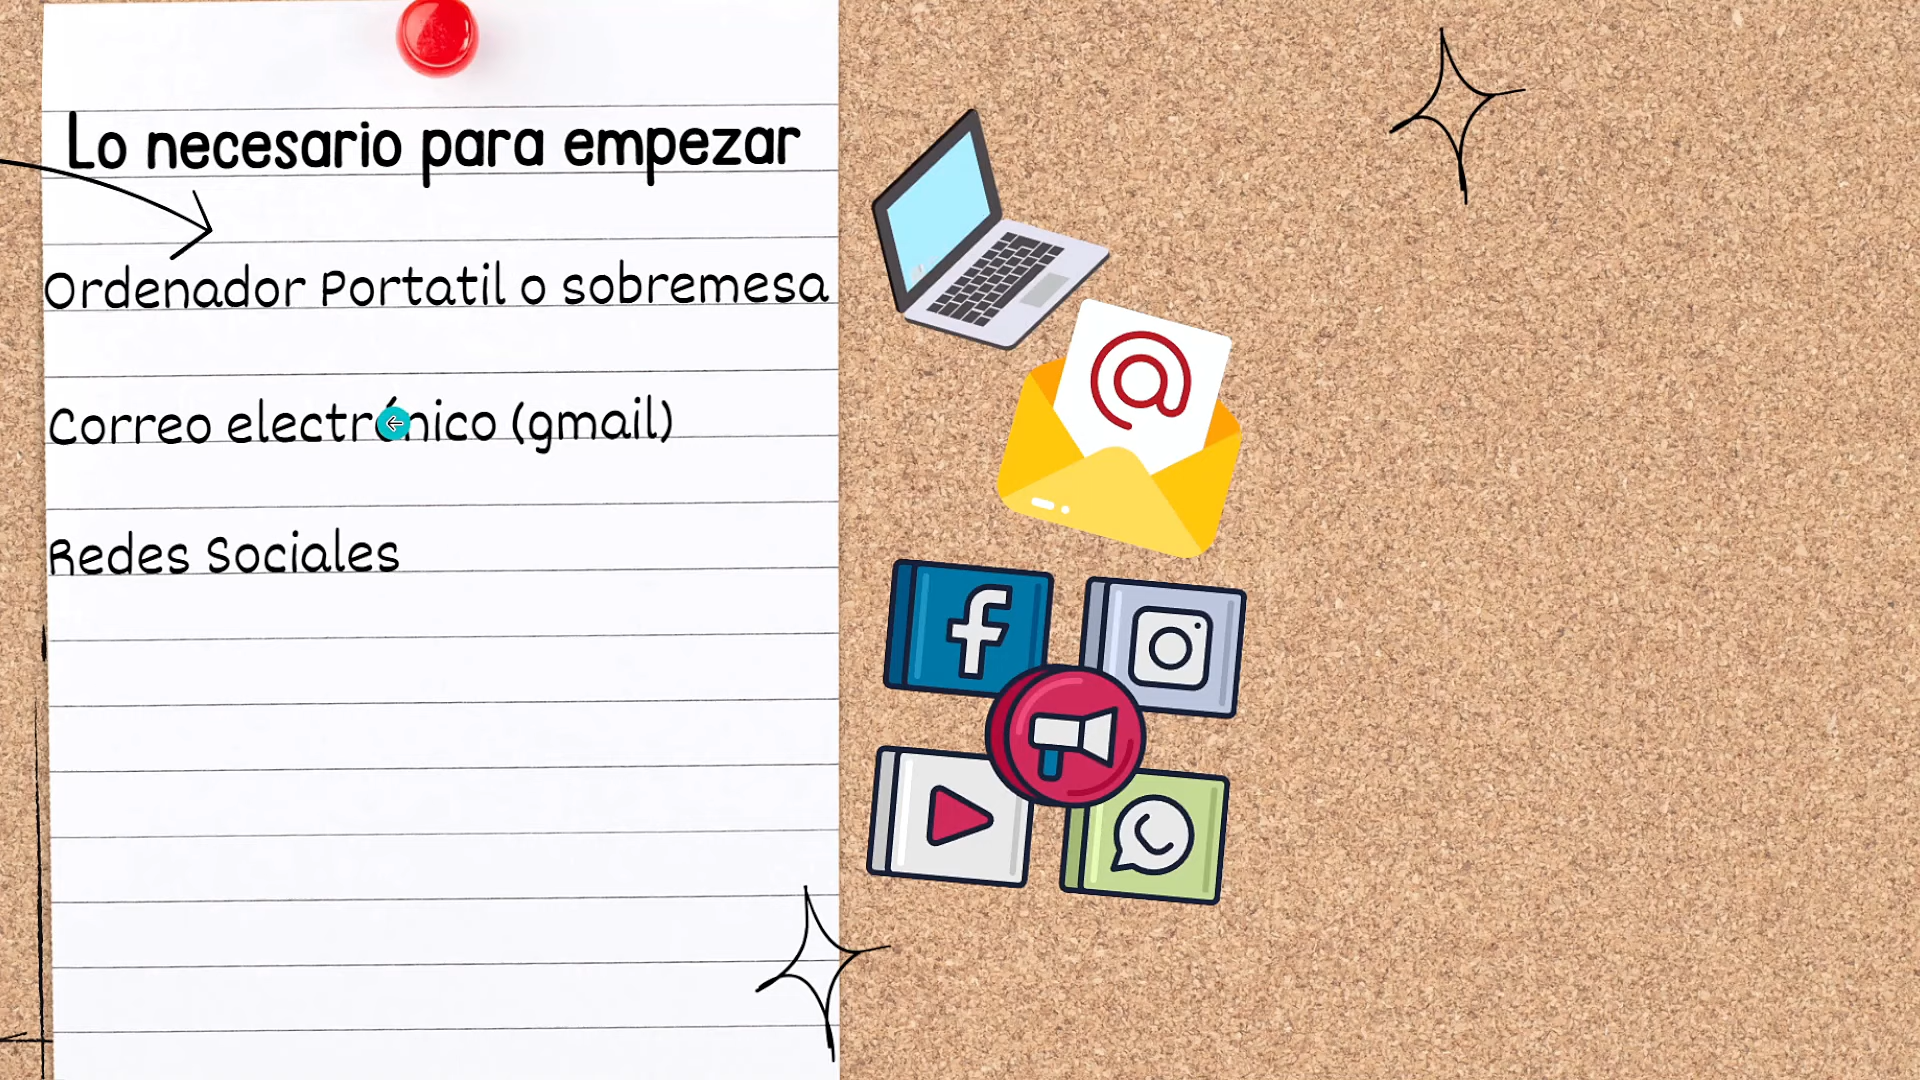 Lo necesario para empezar
Ordenador Portatil o sobremesa
Correo electrónico (gmail)
Redes Sociales